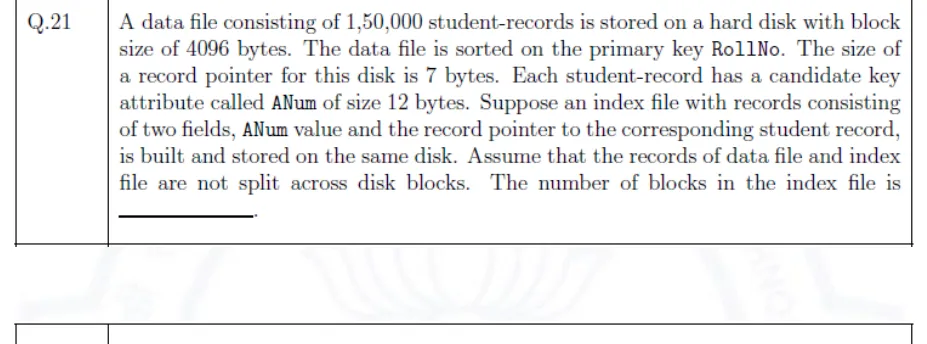 Q.21
A data file consisting of 1,50,000 student-records is stored on a hard disk with block
size of 4096 bytes. The data file is sorted on the primary key RollNo. The size of
a record pointer for this disk is 7 bytes. Each student-record has a candidate key
attribute called ANum of size 12 bytes. Suppose an index file with records consisting
of two fields, ANum value and the record pointer to the corresponding student record,
is built and stored on the same disk. Assume that the records of data file and index
file are not split across disk blocks. The number of blocks in the index file is
____________.